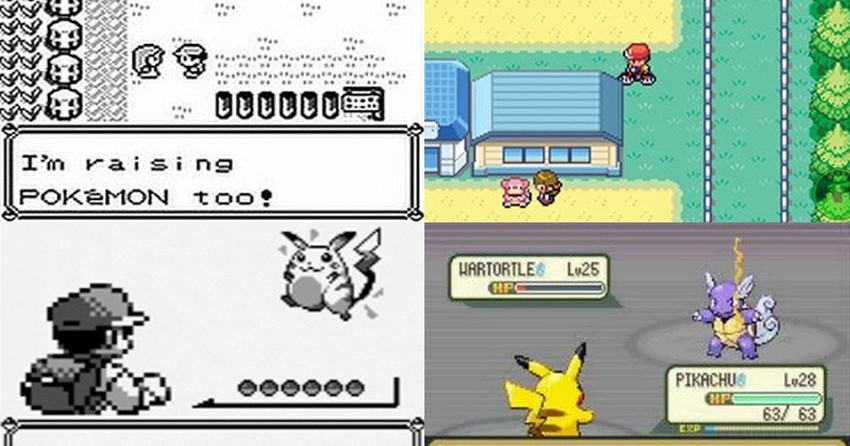 I'm raising
POKéMON too!
WARTORTLE♂ Lv25
HP
PIKACHU♂ Lv28
HP
63/ 63
EXP